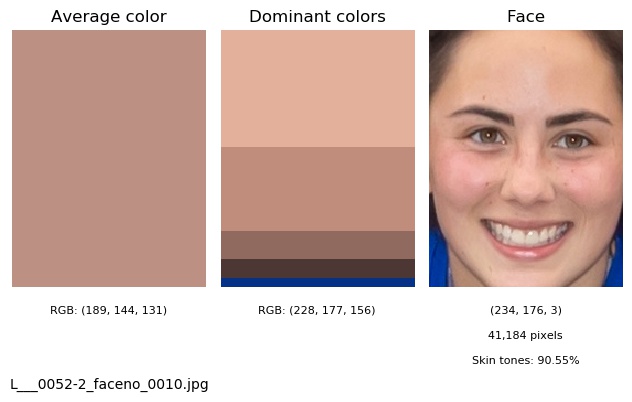 Average color
Dominant colors
Face
RGB: (189, 144, 131)
RGB: (228, 177, 156)
(234, 176, 3)
41,184 pixels
Skin tones: 90.55%
L___0052-2_faceno_0010.jpg